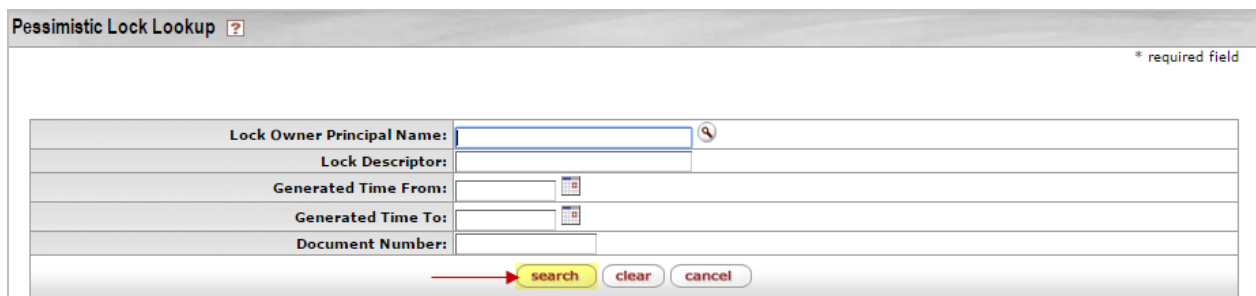 Pessimistic Lock Lookup ?
* required field
Lock Owner Principal Name:
Lock Descriptor:
Generated Time From:
Generated Time To:
Document Number:
search clear cancel